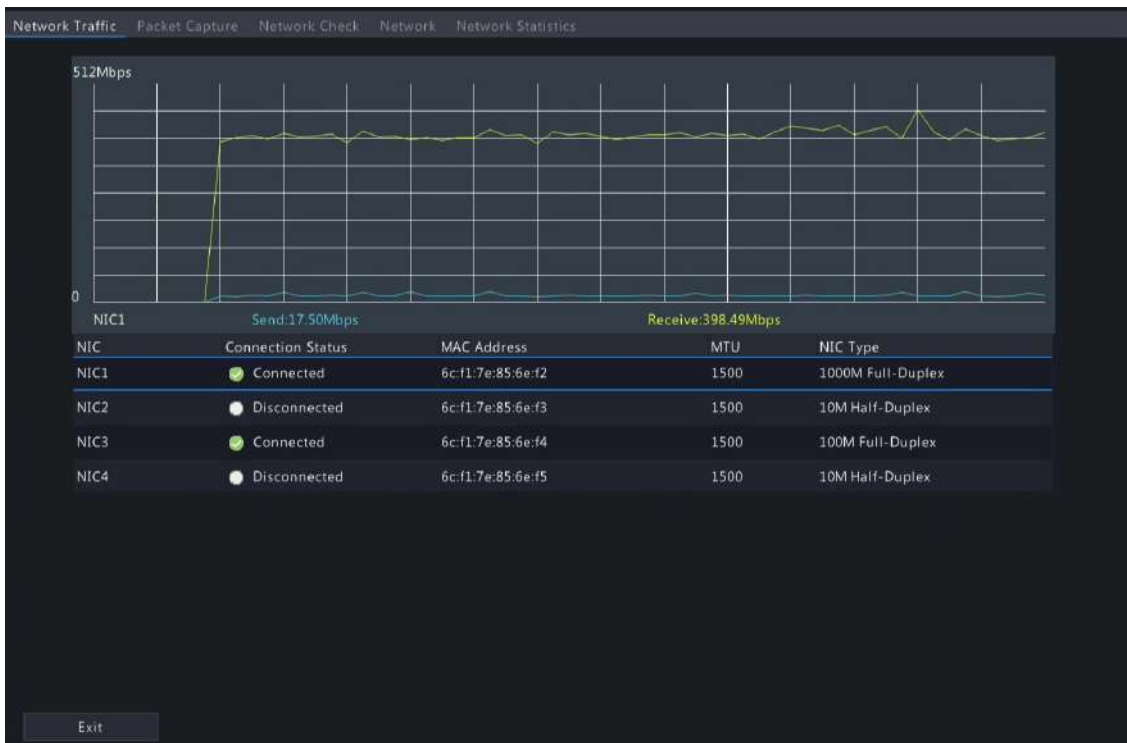 Network Traffic Packet Capture Network Check Network Network Statistics
512Mbps
0
NIC1 Send:17.50Mbps Receive:398.49Mbps
NIC Connection Status MAC Address MTU NIC Type
NIC1 Connected 6c:f1:7e:85:6e:f2 1500 1000M Full-Duplex
NIC2 Disconnected 6c:f1:7e:85:6e:f3 1500 10M Half-Duplex
NIC3 Connected 6c:f1:7e:85:6e:f4 1500 100M Full-Duplex
NIC4 Disconnected 6c:f1:7e:85:6e:f5 1500 10M Half-Duplex
Exit